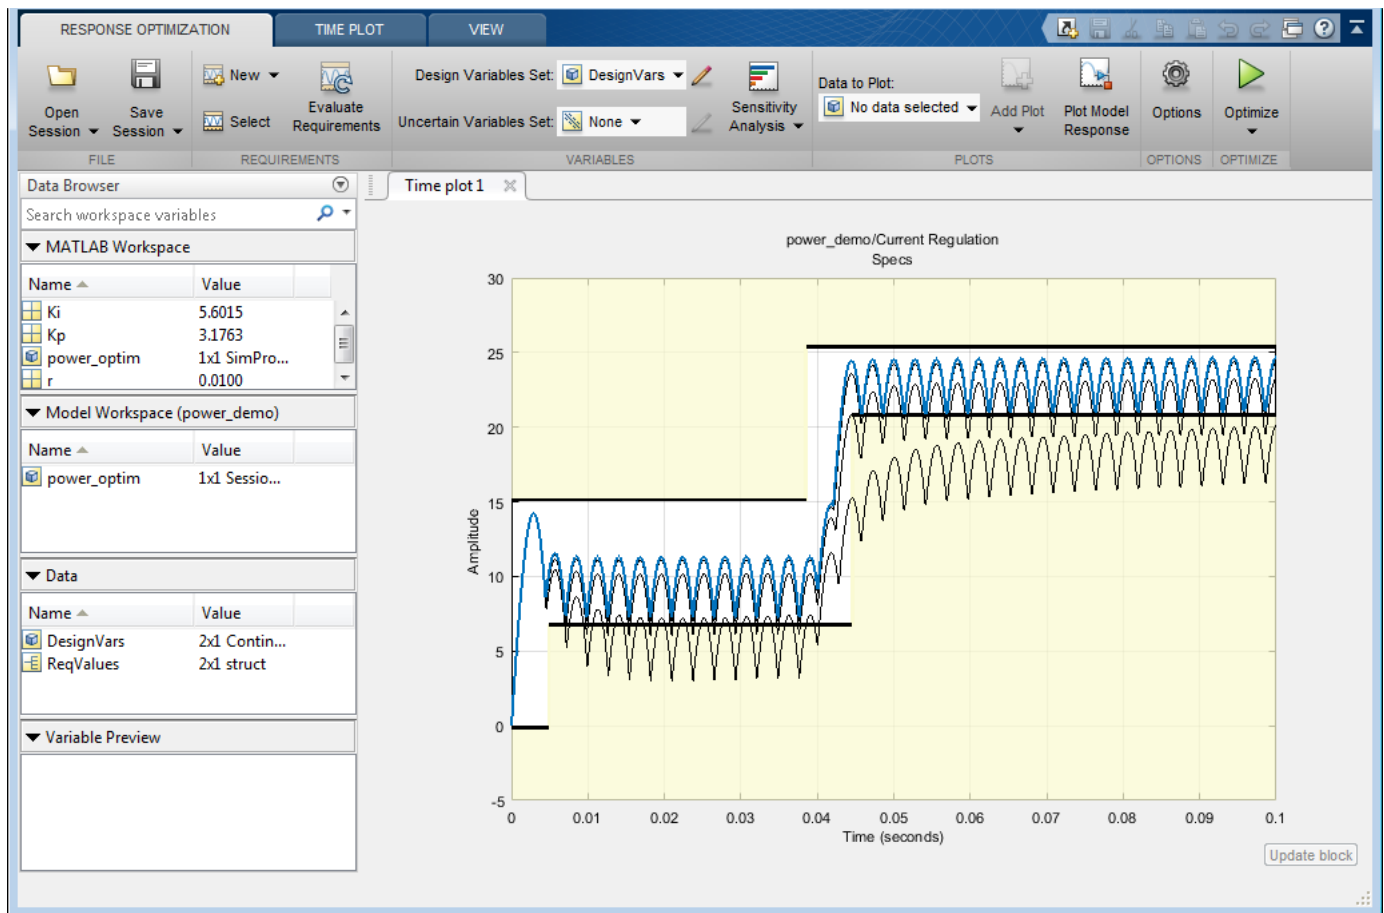 RESPONSE OPTIMIZATION TIME PLOT VIEW
Open Session Save Session
New
Select
Evaluate Requirements
Design Variables Set: DesignVars
Uncertain Variables Set: None
Sensitivity Analysis
Data to Plot:
No data selected
Add Plot
Plot Model Response
Options
Optimize
FILE REQUIREMENTS VARIABLES PLOTS OPTIONS OPTIMIZE
Data Browser
Search workspace variables
MATLAB Workspace
Name Value
Ki 5.6015
Kp 3.1763
power_optim 1x1 SimPro...
r 0.0100
Model Workspace (power_demo)
Name Value
power_optim 1x1 Sessio...
Data
Name Value
DesignVars 2x1 Contin...
ReqValues 2x1 struct
Variable Preview
Time plot 1
power_demo/Current Regulation
Specs
30
25
20
15
10
5
0
-5
Amplitude
0 0.01 0.02 0.03 0.04 0.05 0.06 0.07 0.08 0.09 0.1
Time (seconds)
Update block